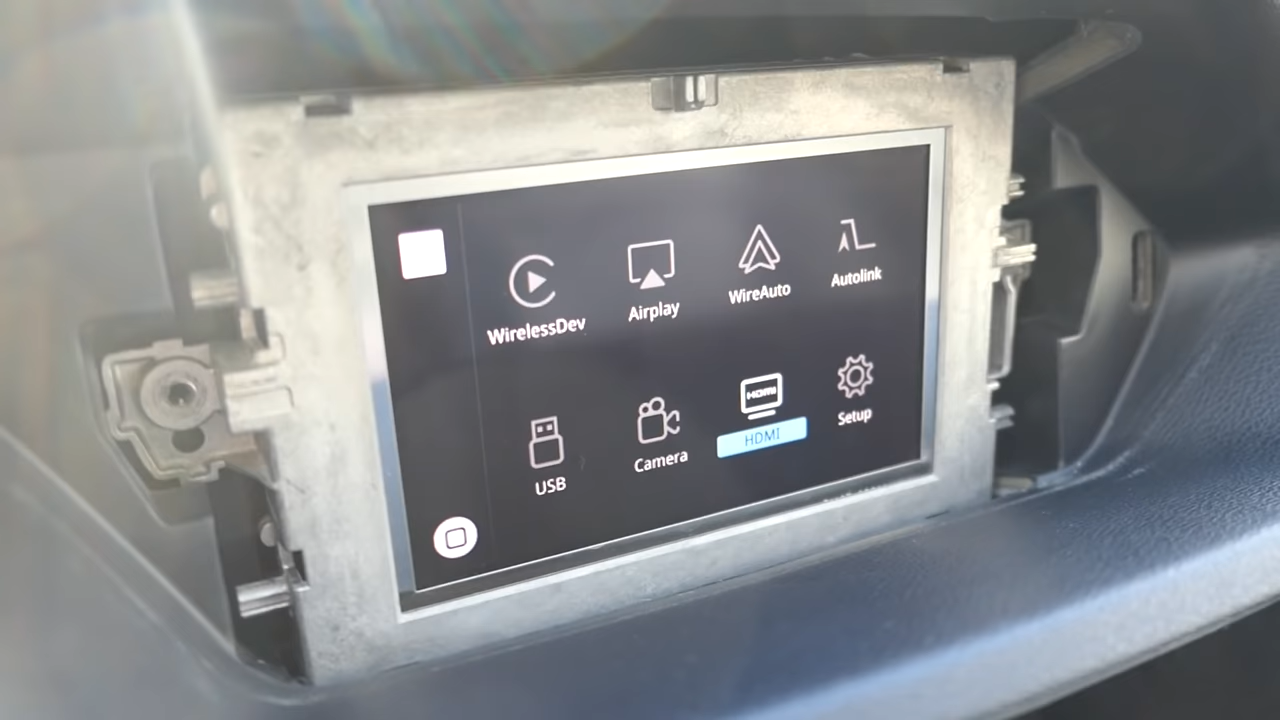 WirelessDev
Airplay
WireAuto
Autolink
USB
Camera
HDMI
HDMI
Setup